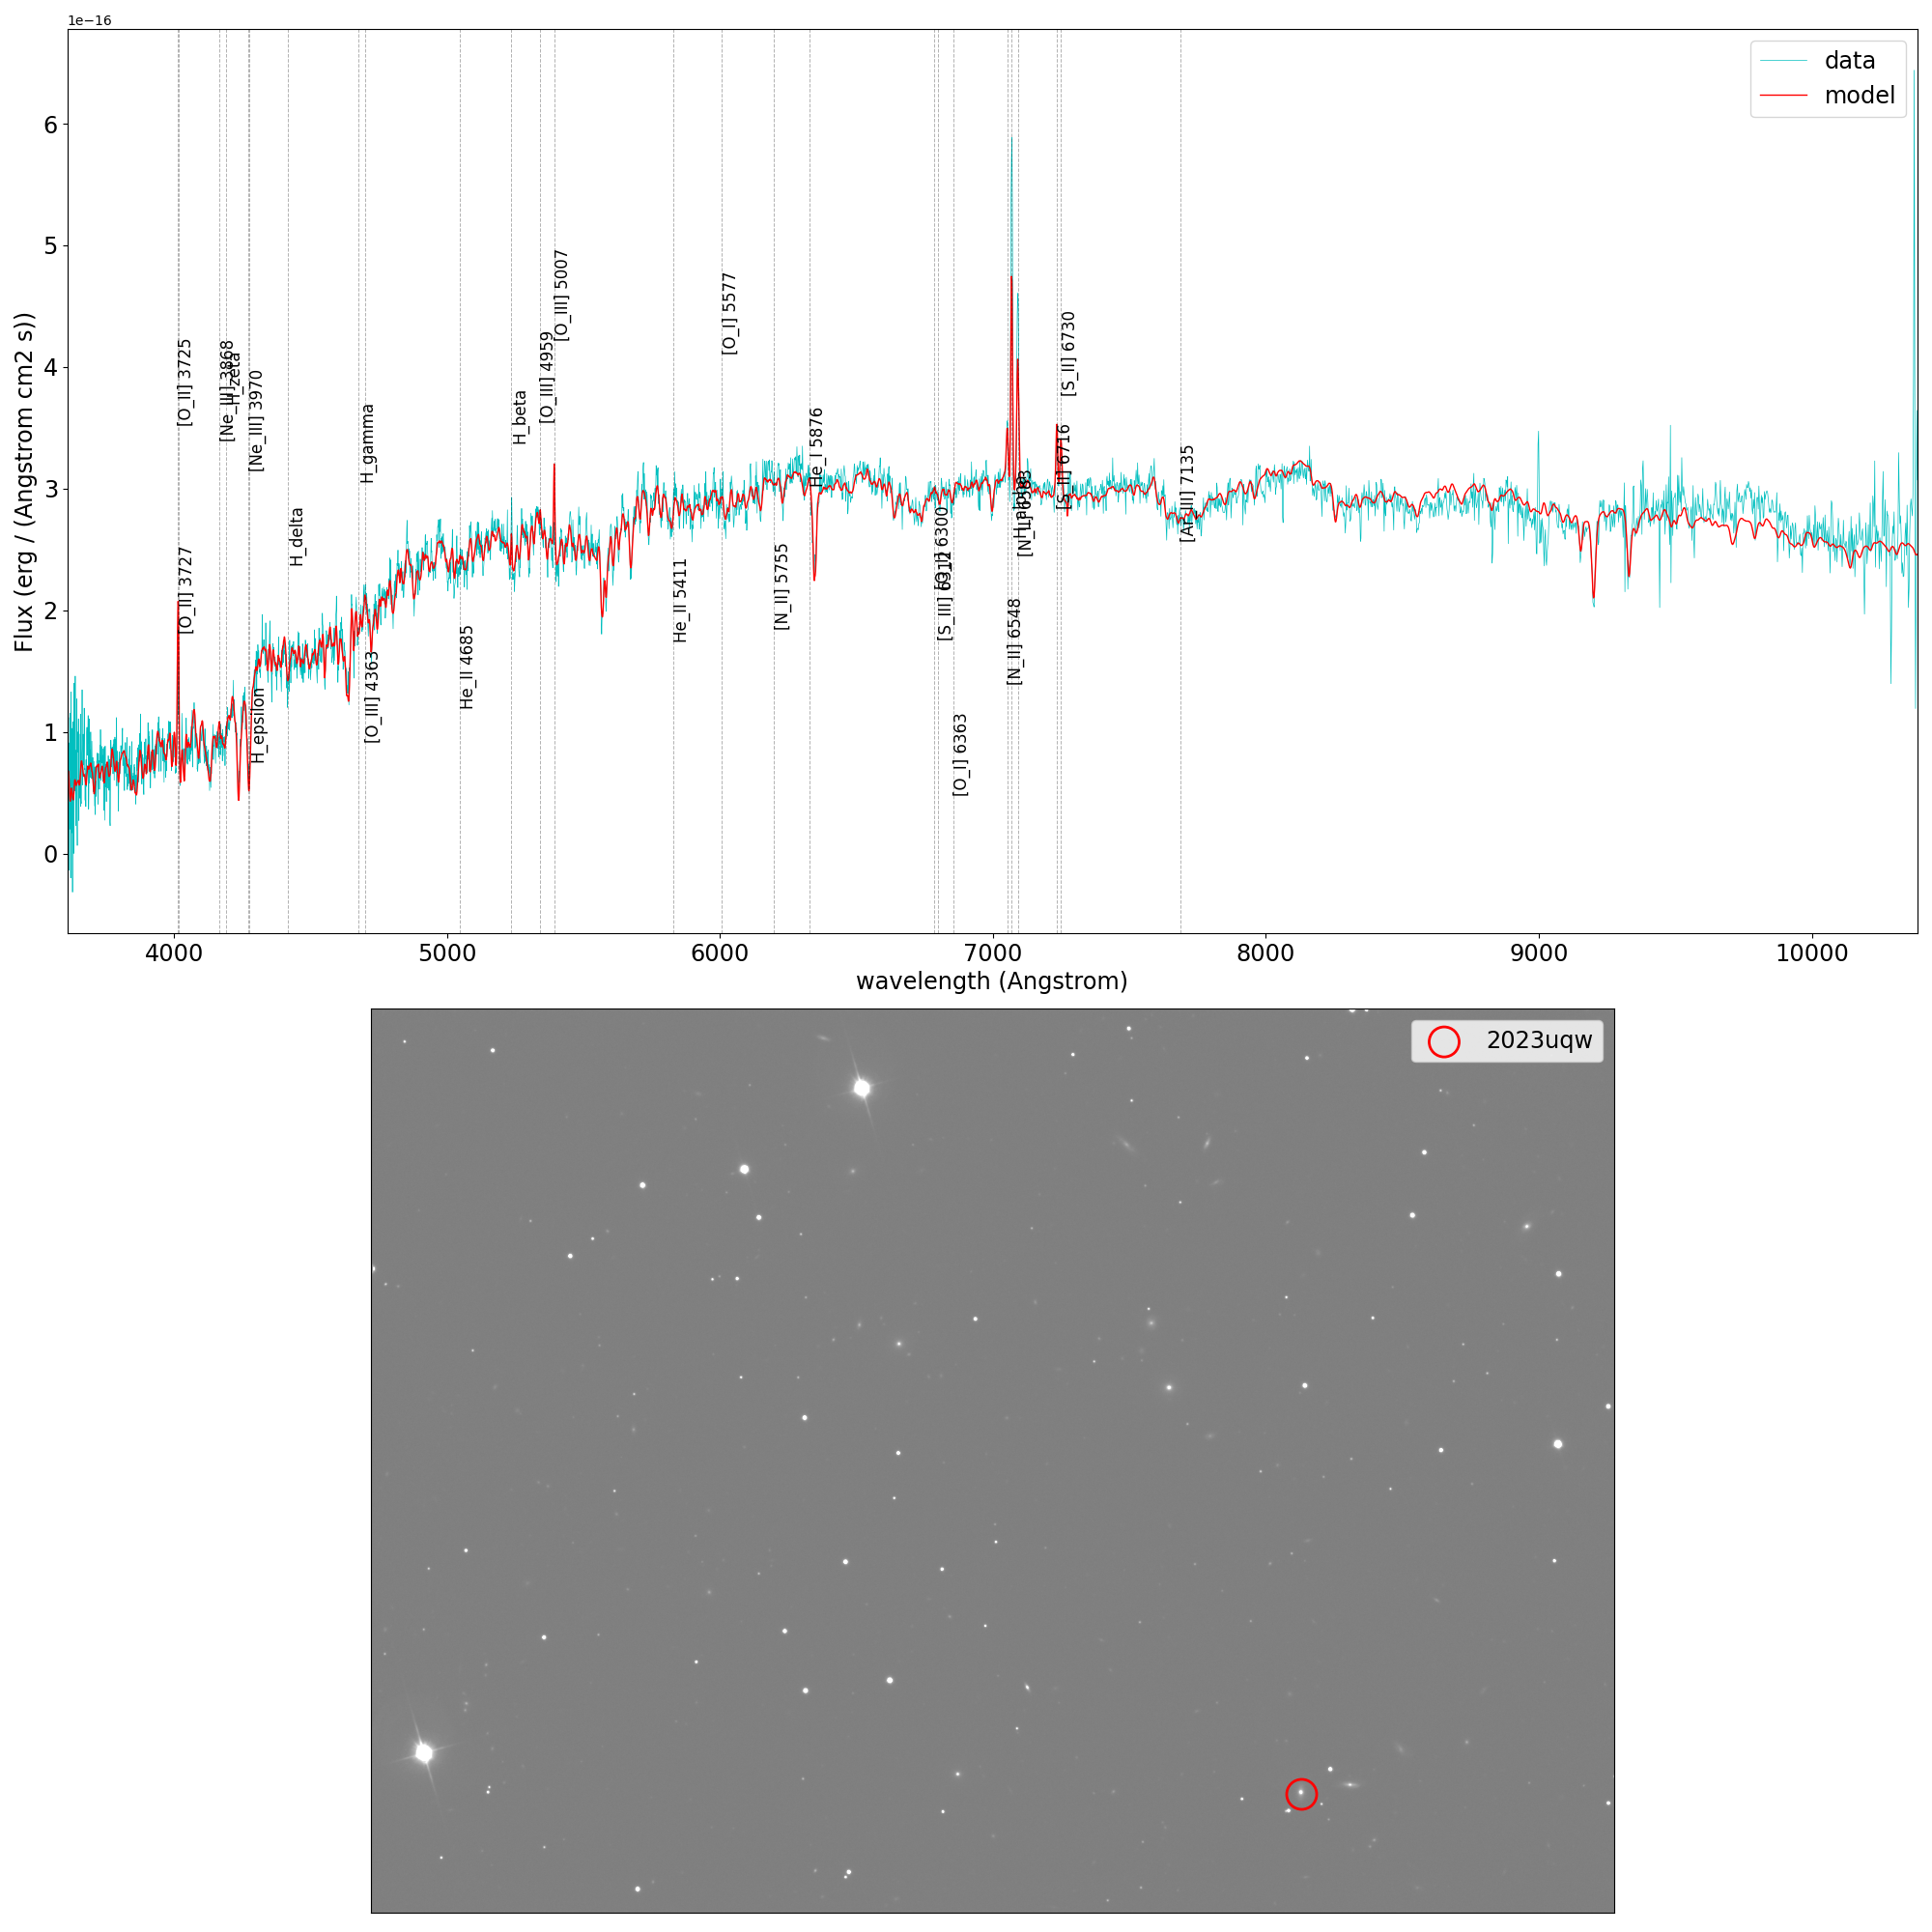 1e−16
data
model
Flux (erg / (Angstrom cm2 s))
6
5
4
3
2
1
0
[O_II] 3725
[O_II] 3727
[Ne_III] 3868
H_zeta
[Ne_III] 3970
H_epsilon
H_delta
H_gamma
[O_III] 4363
He_II 4685
H_beta
[O_III] 4959
[O_III] 5007
He_II 5411
[O_I] 5577
[N_II] 5755
He_I 5876
[O_I] 6300
[S_III] 6312
[O_I] 6363
[N_II] 6548
H_alpha
[N_II] 6583
[S_II] 6716
[S_II] 6730
[Ar_III] 7135
4000 5000 6000 7000 8000 9000 10000
wavelength (Angstrom)
2023uqw